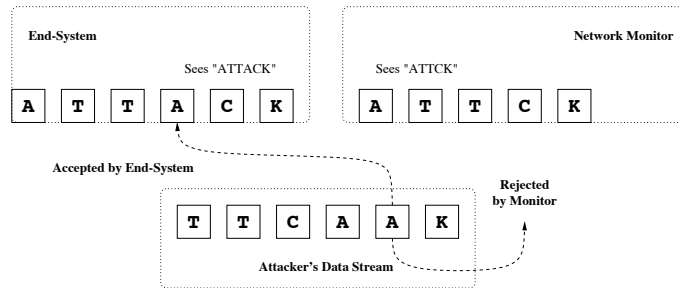 End-System
Network Monitor
Sees "ATTACK"
Sees "ATTCK"
A T T A C K
A T T C K
Accepted by End-System
Rejected
by Monitor
T T C A A K
Attacker's Data Stream